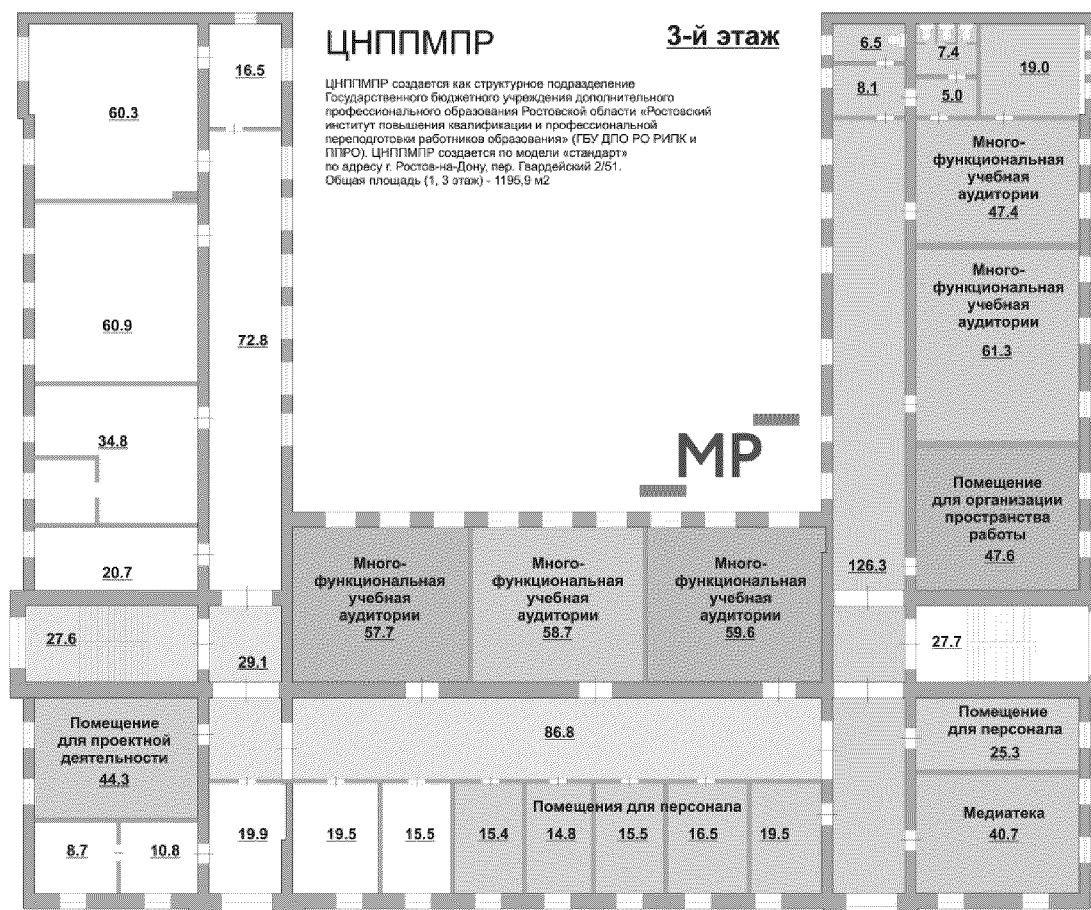 ЦНППМПР
3-й этаж
ЦНППМПР создается как структурное подразделение
Государственного бюджетного учреждения дополнительного
профессионального образования Ростовской области «Ростовский
институт повышения квалификации и профессиональной
переподготовки работников образования» (ГБУ ДПО РО РИПК и
ППРО). ЦНППМПР создается по модели «стандарт»
по адресу г. Ростов-на-Дону, пер. Гвардейский 2/51.
Общая площадь (1, 3 этаж) - 1195,9 м2
60.3
16.5
60.9
72.8
34.8
20.7
6.5
7.4
19.0
8.1
5.0
Много-
функциональная
учебная
аудитории
47.4
Много-
функциональная
учебная
аудитории
61.3
МР
Помещение
для организации
пространства
работы
47.6
Много-
функциональная
учебная
аудитории
57.7
Много-
функциональная
учебная
аудитории
58.7
Много-
функциональная
учебная
аудитории
59.6
126.3
27.6
29.1
27.7
Помещение
для проектной
деятельности
44.3
86.8
Помещение
для персонала
25.3
Помещения для персонала
8.7
10.8
19.9
19.5
15.5
15.4
14.8
15.5
16.5
19.5
Медиатека
40.7